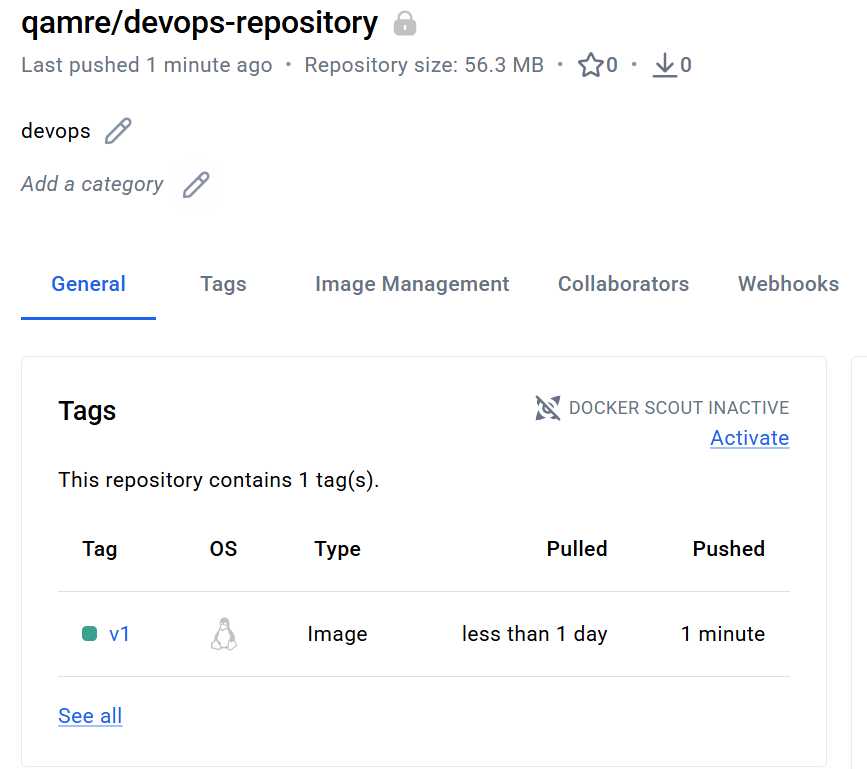 qamre/devops-repository
Last pushed 1 minute ago • Repository size: 56.3 MB • 0 • 0
devops
Add a category
General Tags Image Management Collaborators Webhooks
Tags
DOCKER SCOUT INACTIVE
Activate
This repository contains 1 tag(s).
Tag OS Type Pulled Pushed
v1 Image less than 1 day 1 minute
See all